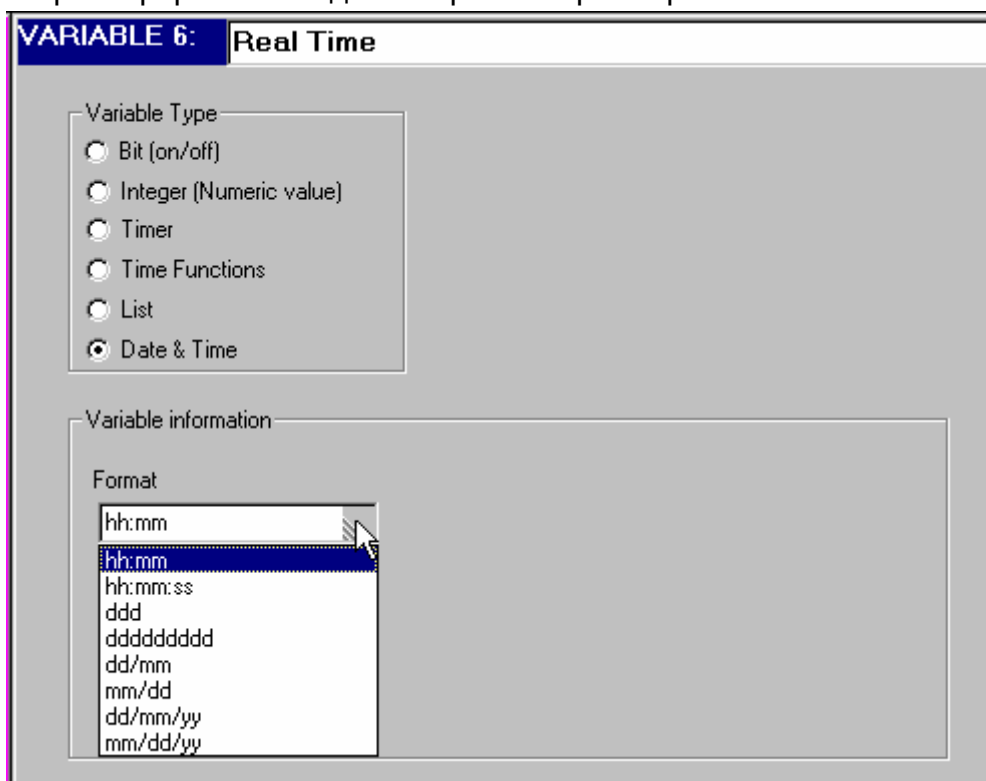 VARIABLE 6: Real Time
Variable Type
Bit (on/off)
Integer (Numeric value)
Timer
Time Functions
List
Date & Time
Variable information
Format
hh:mm
hh:mm
hh:mm:ss
ddd
ddddddddd
dd/mm
mm/dd
dd/mm/yy
mm/dd/yy